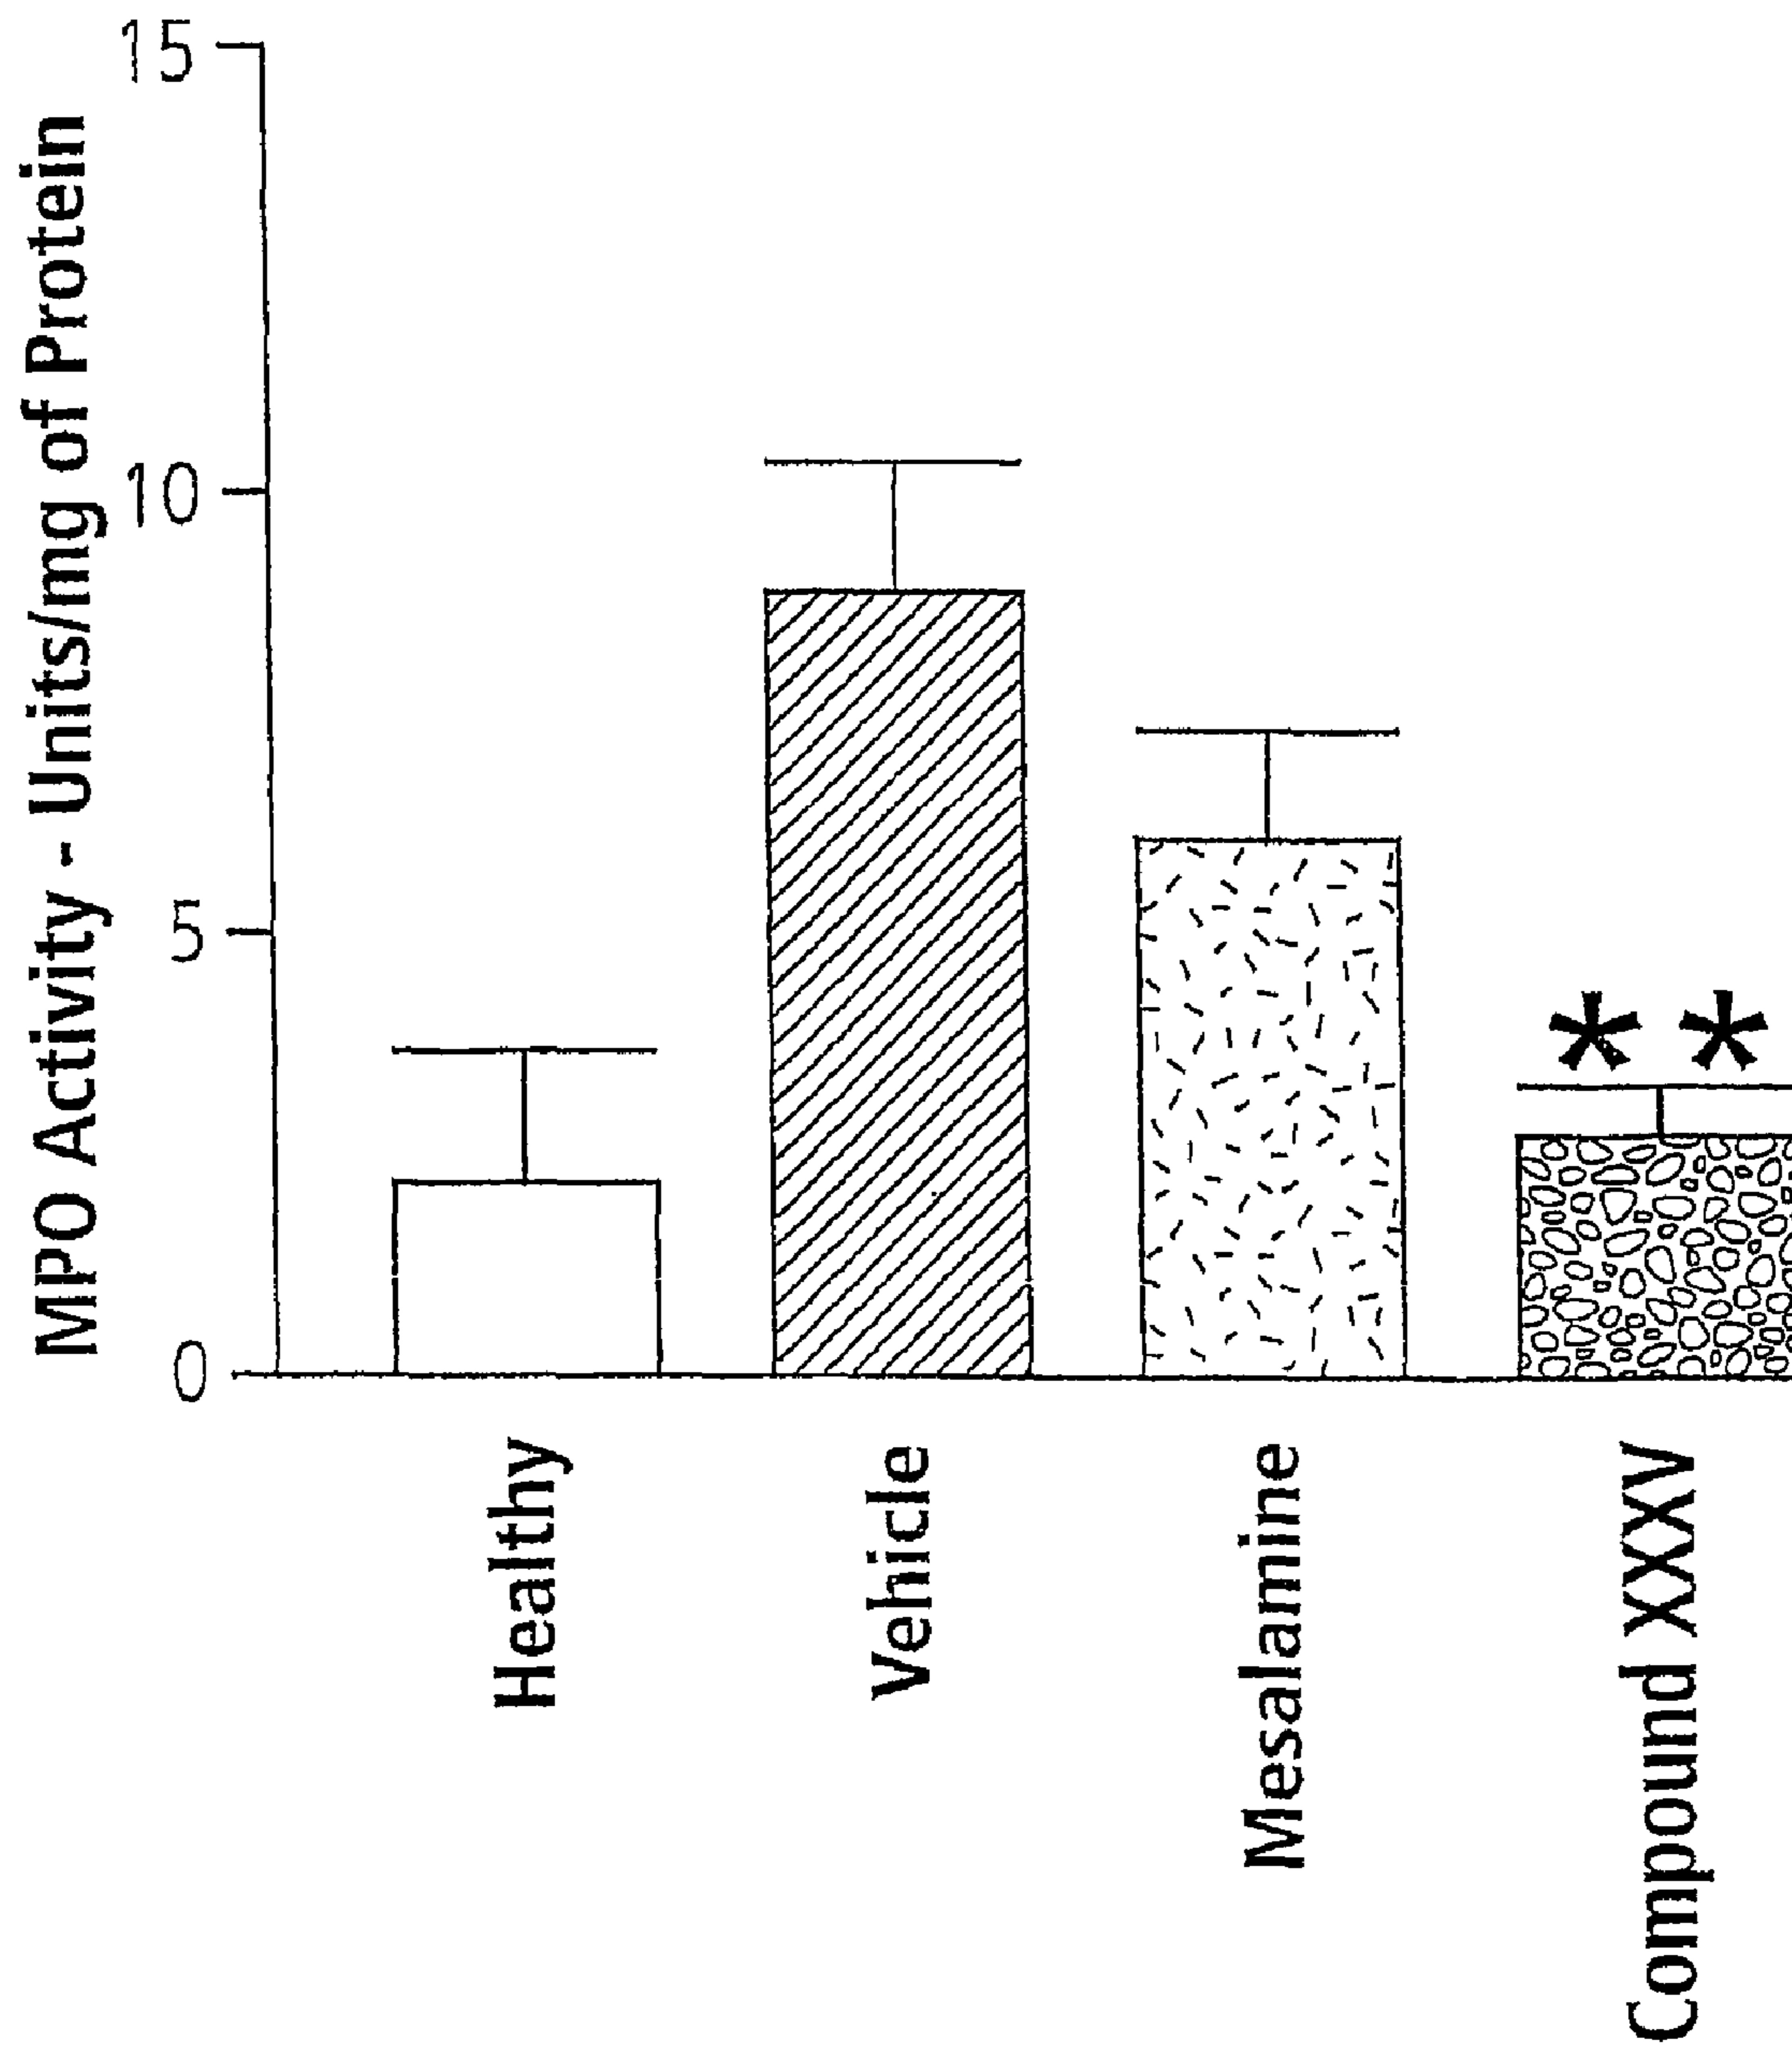 MPO Activity - Units/mg of Protein
15
10
5
0
* *
Healthy
Vehicle
Mesalamine
Compound XXXV